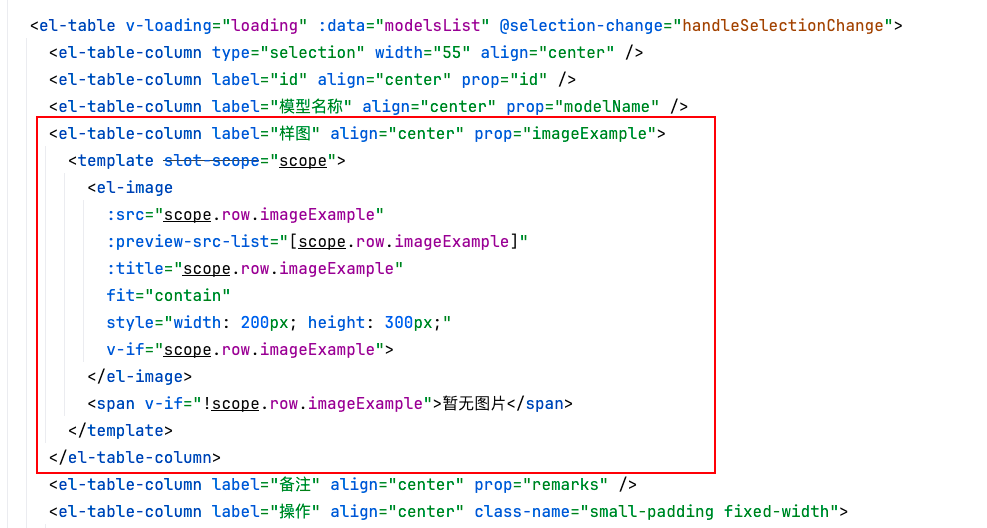 <el-table v-loading="loading" :data="modelsList" @selection-change="handleSelectionChange">
<el-table-column type="selection" width="55" align="center" />
<el-table-column label="id" align="center" prop="id" />
<el-table-column label="模型名称" align="center" prop="modelName" />
<el-table-column label="样图" align="center" prop="imageExample">
<template slot-scope="scope">
<el-image
:src="scope.row.imageExample"
:preview-src-list="[scope.row.imageExample]"
:title="scope.row.imageExample"
fit="contain"
style="width: 200px; height: 300px;"
v-if="scope.row.imageExample">
</el-image>
<span v-if="!scope.row.imageExample">暂无图片</span>
</template>
</el-table-column>
<el-table-column label="备注" align="center" prop="remarks" />
<el-table-column label="操作" align="center" class-name="small-padding fixed-width">